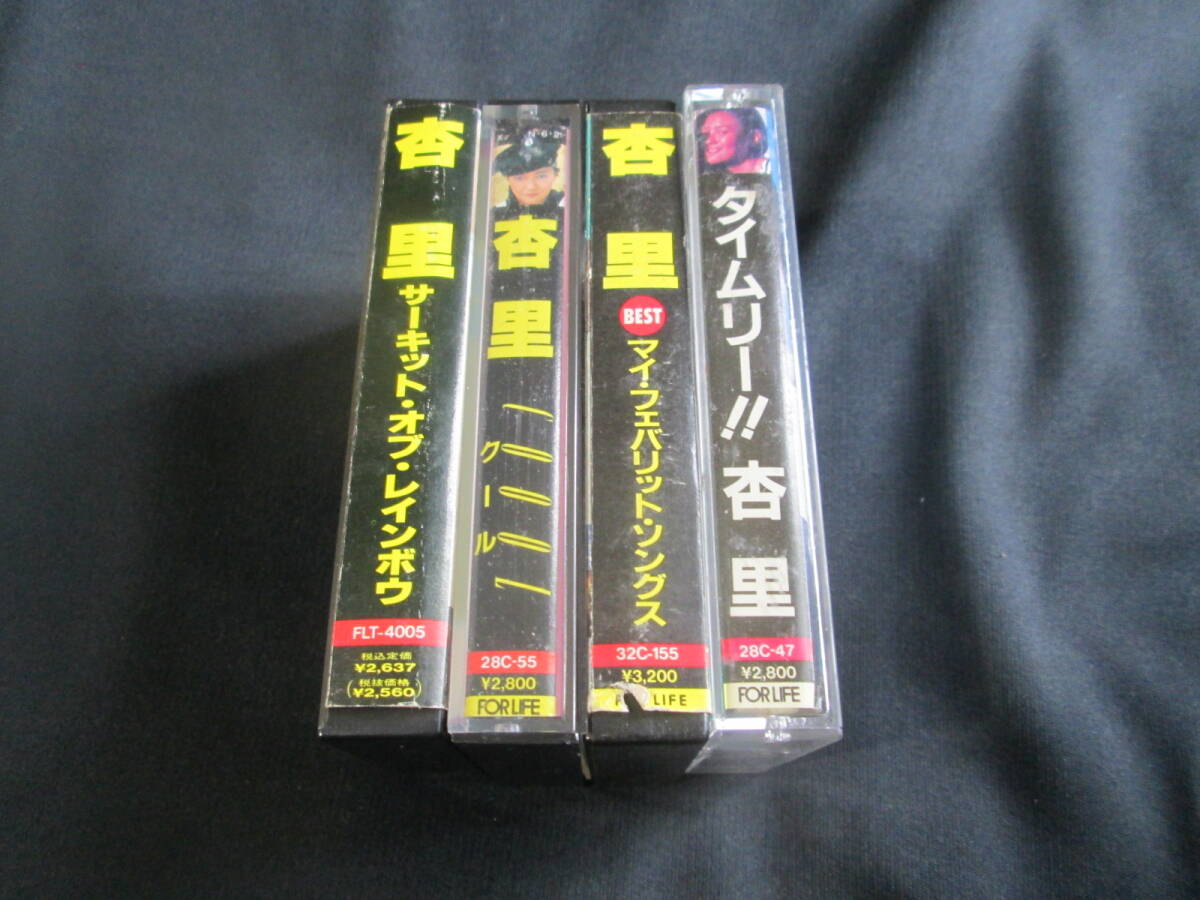 杏里
サーキット・オブ・レインボウ
FLT-4005
税込定価
¥2,637
(税抜価格
¥2,560)
杏里
クール
COOOL
28C-55
¥2,800
FOR LIFE
杏里
BEST
マイ・フェバリット・ソングス
32C-155
¥3,200
LIFE
タイムリー!!
杏里
28C-47
¥2,800
FOR LIFE